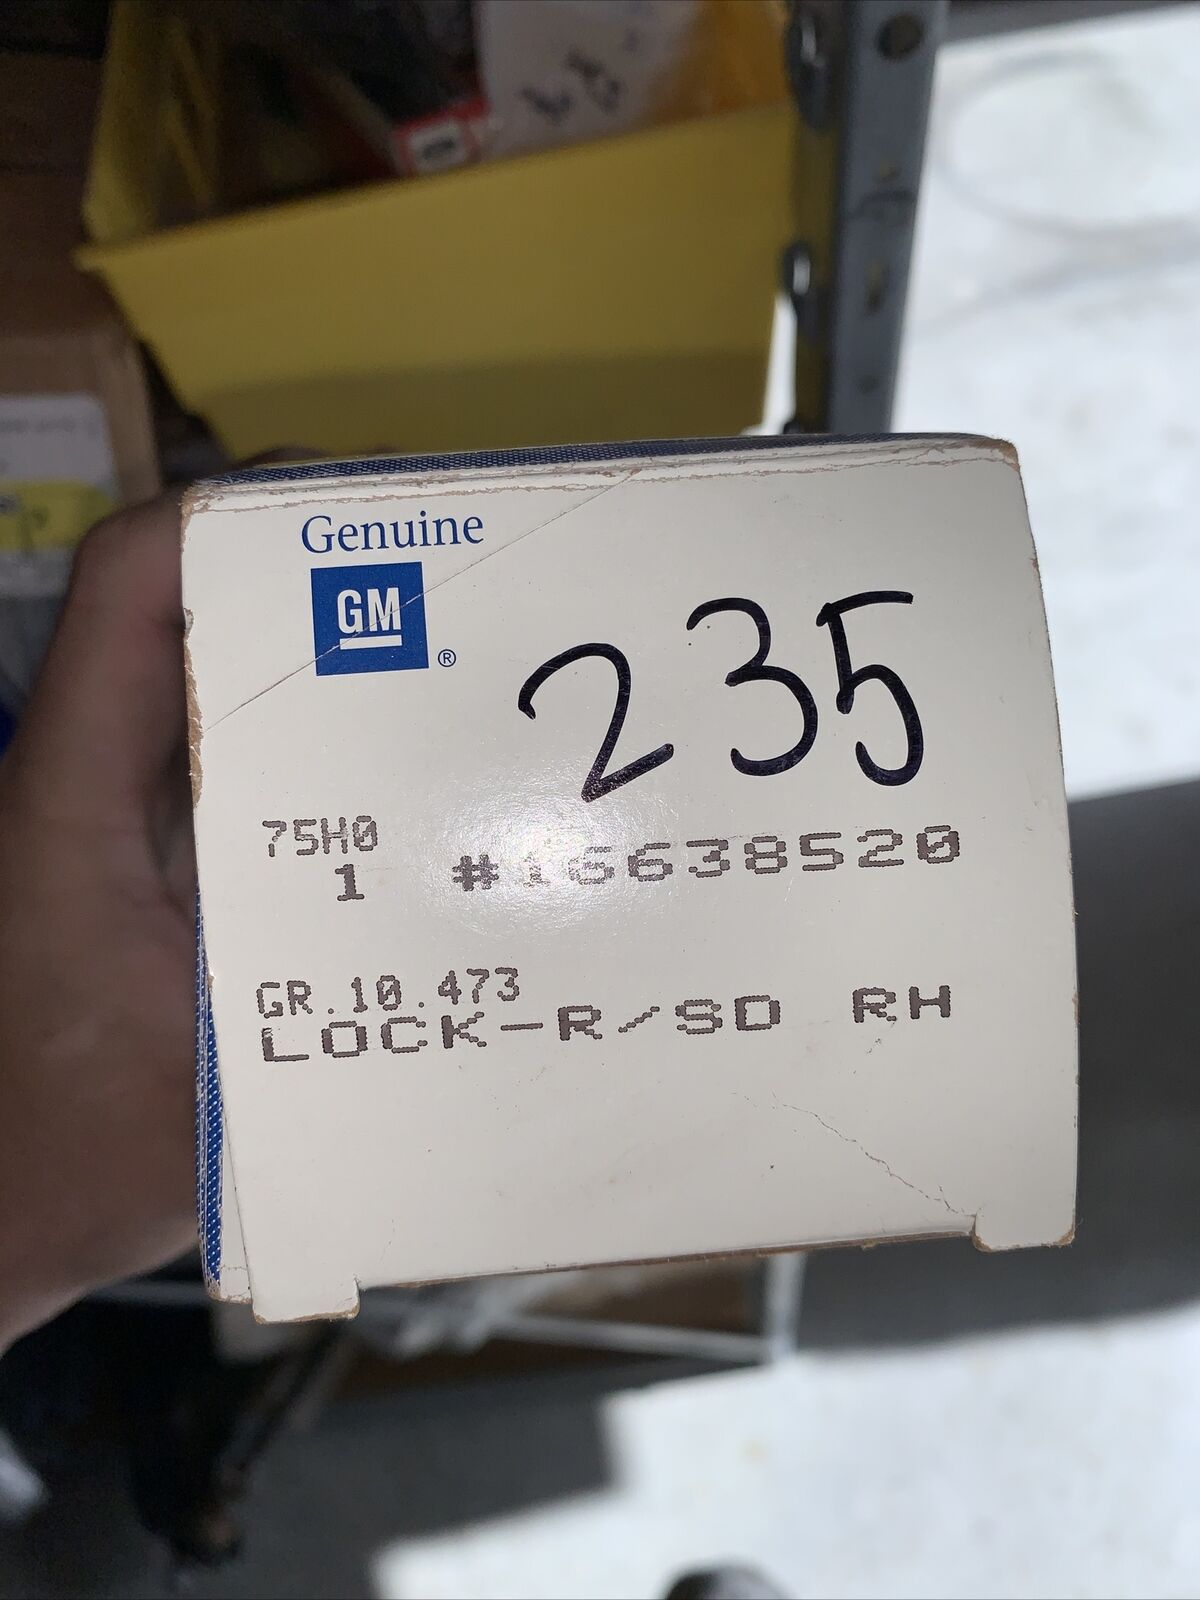 Genuine
GM
®
235
75H0
1 #16638520
GR.10.473
LOCK-R/SD RH